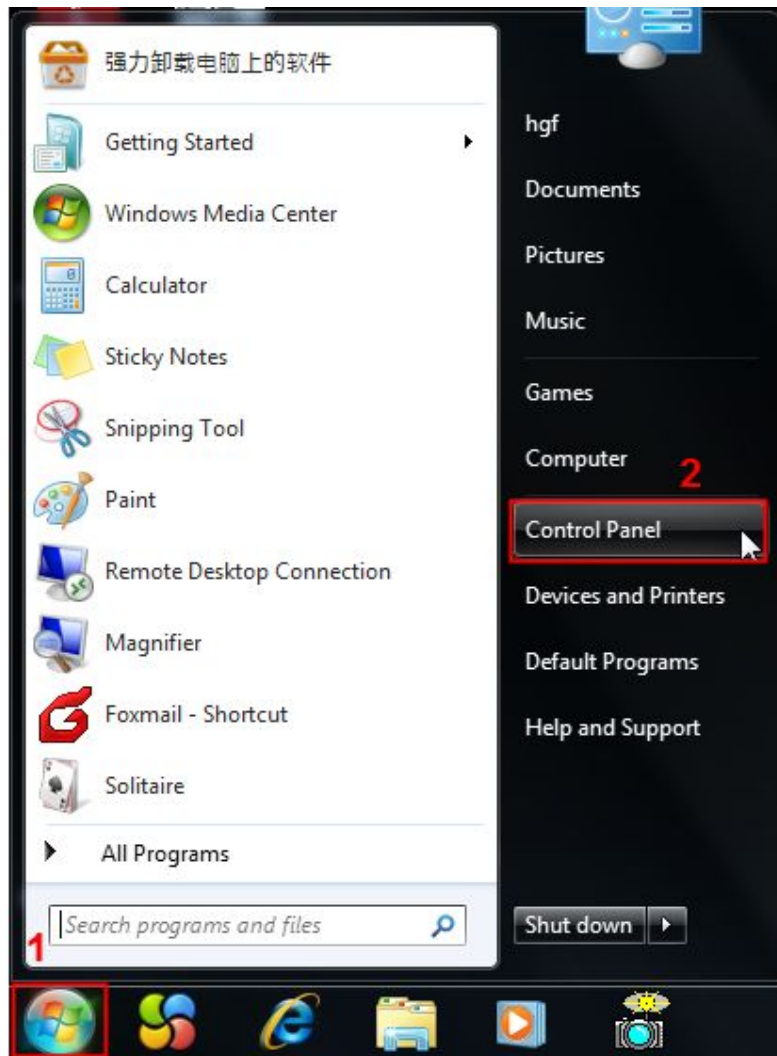 强力卸载电脑上的软件
Getting Started
Windows Media Center
Calculator
Sticky Notes
Snipping Tool
Paint
Remote Desktop Connection
Magnifier
Foxmail - Shortcut
Solitaire
All Programs
Search programs and files
1
hgf
Documents
Pictures
Music
Games
Computer
2
Control Panel
Devices and Printers
Default Programs
Help and Support
Shut down